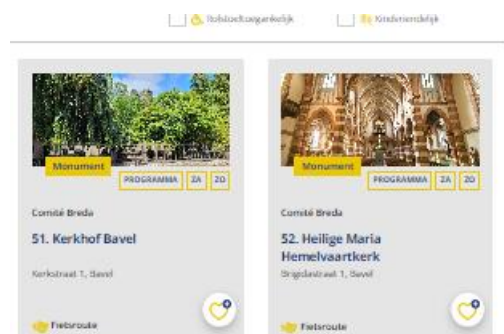 Rolstoeltoegankelijk
Kindvriendelijk
Monument
PROGRAMMA ZA ZO
Comité Breda
51. Kerkhof Bavel
Kerkstraat 1, Bavel
Fietsroute
Monument
PROGRAMMA ZA ZO
Comité Breda
52. Heilige Maria
Hemelvaartkerk
Brigidastraat 1, Bavel
Fietsroute